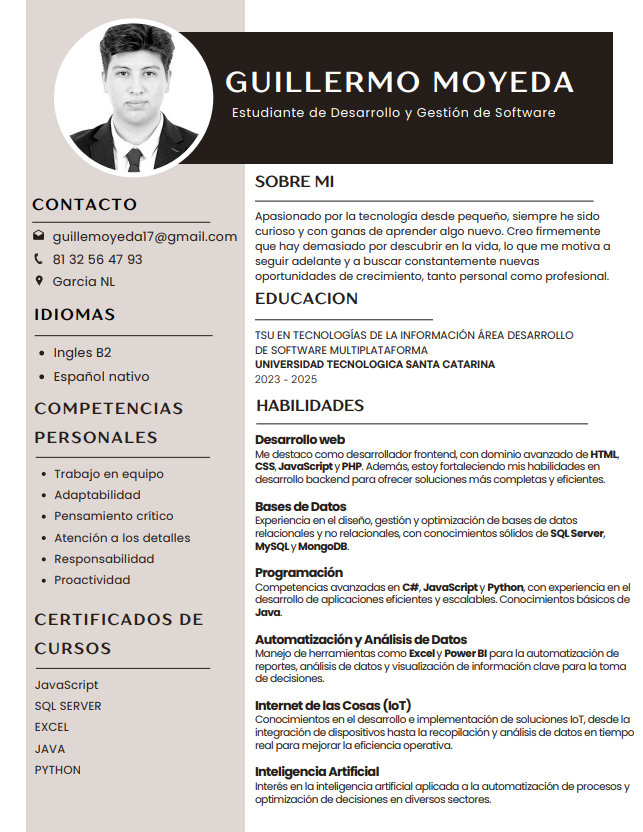 GUILLERMO MOYEDA
Estudiante de Desarrollo y Gestión de Software
CONTACTO
guillemoyeda17@gmail.com
81 32 56 47 93
Garcia NL
IDIOMAS
Ingles B2
Español nativo
COMPETENCIAS
PERSONALES
Trabajo en equipo
Adaptabilidad
Pensamiento crítico
Atención a los detalles
Responsabilidad
Proactividad
CERTIFICADOS DE
CURSOS
JavaScript
SQL SERVER
EXCEL
JAVA
PYTHON
SOBRE MI
Apasionado por la tecnología desde pequeño, siempre he sido
curioso y con ganas de aprender algo nuevo. Creo firmemente
que hay demasiado por descubrir en la vida, lo que me motiva a
seguir adelante y a buscar constantemente nuevas
oportunidades de crecimiento, tanto personal como profesional.
EDUCACION
TSU EN TECNOLOGÍAS DE LA INFORMACIÓN ÁREA DESARROLLO
DE SOFTWARE MULTIPLATAFORMA
UNIVERSIDAD TECNOLOGICA SANTA CATARINA
2023 - 2025
HABILIDADES
Desarrollo web
Me destaco como desarrollador frontend, con dominio avanzado de HTML,
CSS, JavaScript y PHP. Además, estoy fortaleciendo mis habilidades en
desarrollo backend para ofrecer soluciones más completas y eficientes.
Bases de Datos
Experiencia en el diseño, gestión y optimización de bases de datos
relacionales y no relacionales, con conocimientos sólidos de SQL Server,
MySQL y MongoDB.
Programación
Competencias avanzadas en C#, JavaScript y Python, con experiencia en el
desarrollo de aplicaciones eficientes y escalables. Conocimientos básicos de
Java.
Automatización y Análisis de Datos
Manejo de herramientas como Excel y Power BI para la automatización de
reportes, análisis de datos y visualización de información clave para la toma
de decisiones.
Internet de las Cosas (IoT)
Conocimientos en el desarrollo e implementación de soluciones IoT, desde la
integración de dispositivos hasta la recopilación y análisis de datos en tiempo
real para mejorar la eficiencia operativa.
Inteligencia Artificial
Interés en la inteligencia artificial aplicada a la automatización de procesos y
optimización de decisiones en diversos sectores.